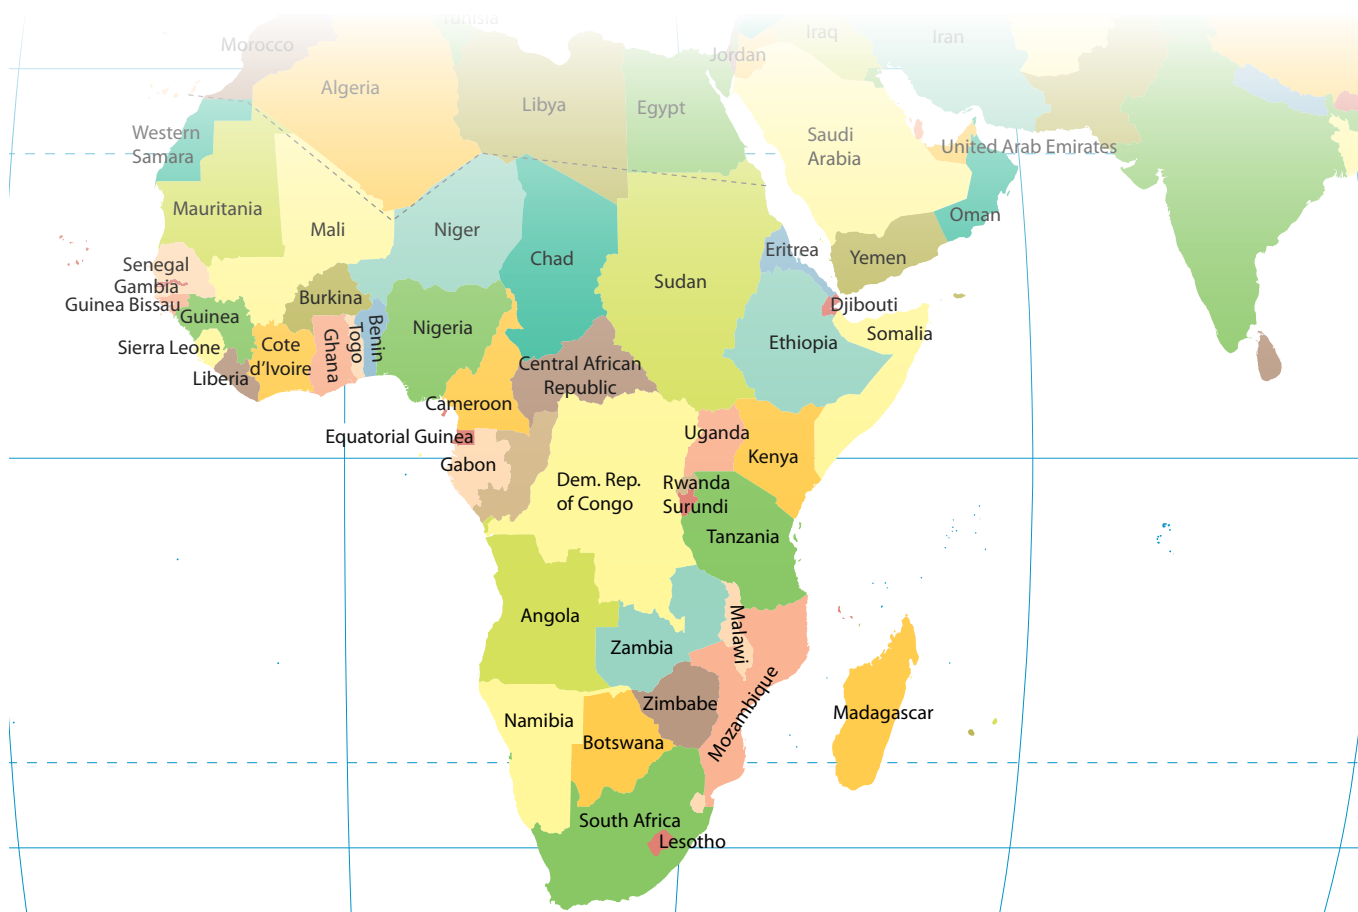 Tunisia
Morocco
Iraq
Iran
Jordan
Algeria
Libya
Egypt
Western
Samara
Saudi
Arabia
United Arab Emirates
Mauritania
Mali
Niger
Chad
Oman
Eritrea
Yemen
Senegal
Gambia
Guinea Bissau
Guinea
Burkina
Sudan
Djibouti
Somalia
Ethiopia
Sierra Leone
Liberia
Cote
d'Ivoire
Ghana
Togo
Benin
Nigeria
Central African
Republic
Cameroon
Equatorial Guinea
Gabon
Uganda
Kenya
Dem. Rep.
of Congo
Rwanda
Surundi
Tanzania
Angola
Zambia
Malawi
Mozambique
Zimbabe
Namibia
Botswana
Madagascar
South Africa
Lesotho